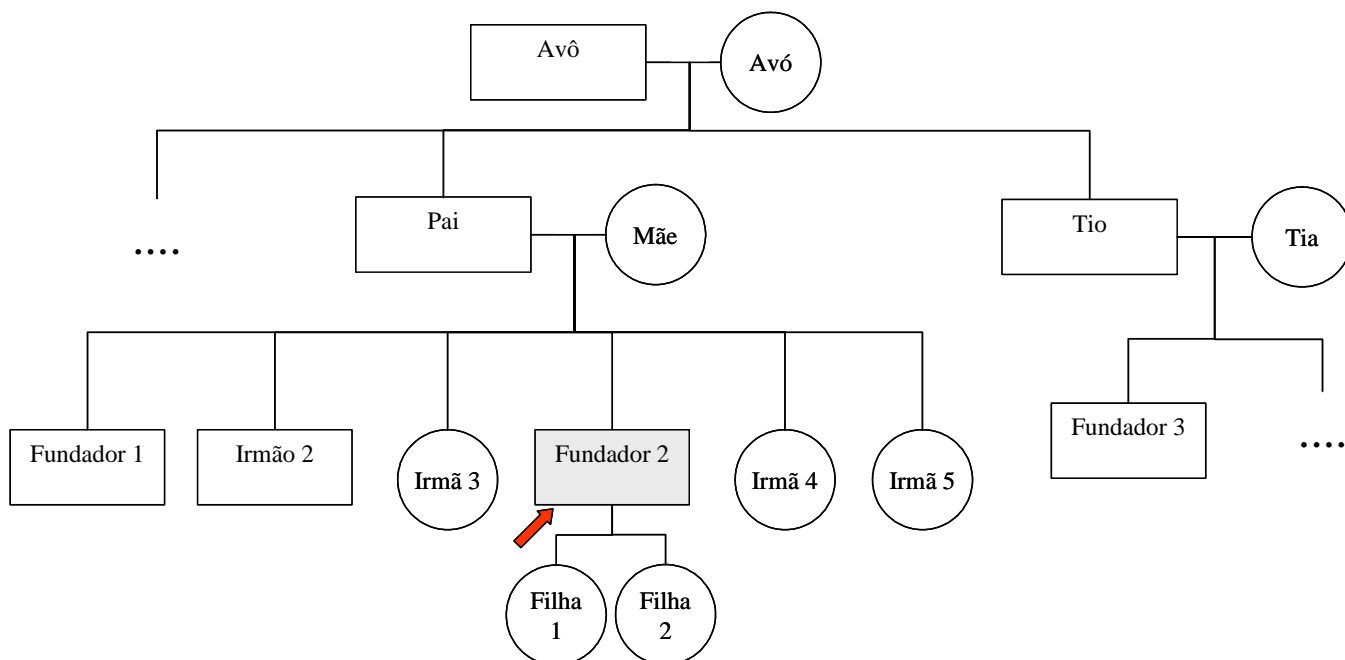 Avô
Avó
....
Pai
Mãe
Tio
Tia
Fundador 1
Irmão 2
Irmã 3
Fundador 2
Irmã 4
Irmã 5
Fundador 3
....
Filha
1
Filha
2